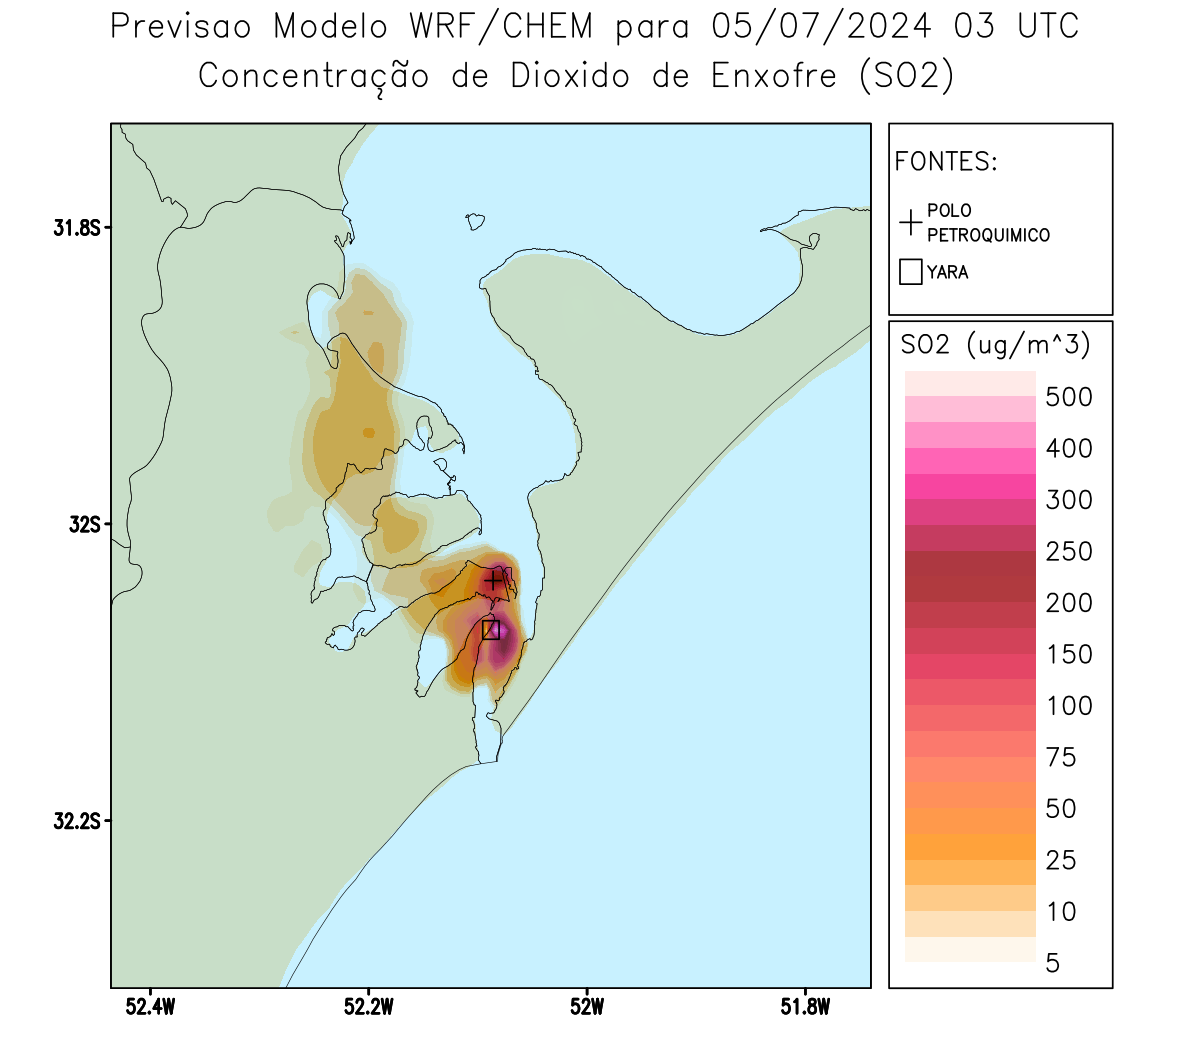 Previsao Modelo WRF/CHEM para 05/07/2024 03 UTC
Concentração de Dioxido de Enxofre (SO2)
FONTES:
POLO
PETROQUIMICO
YARA
31.8S
32S
32.2S
52.4W
52.2W
52W
51.8W
SO2 (ug/m^3)
500
400
300
250
200
150
100
75
50
25
10
5